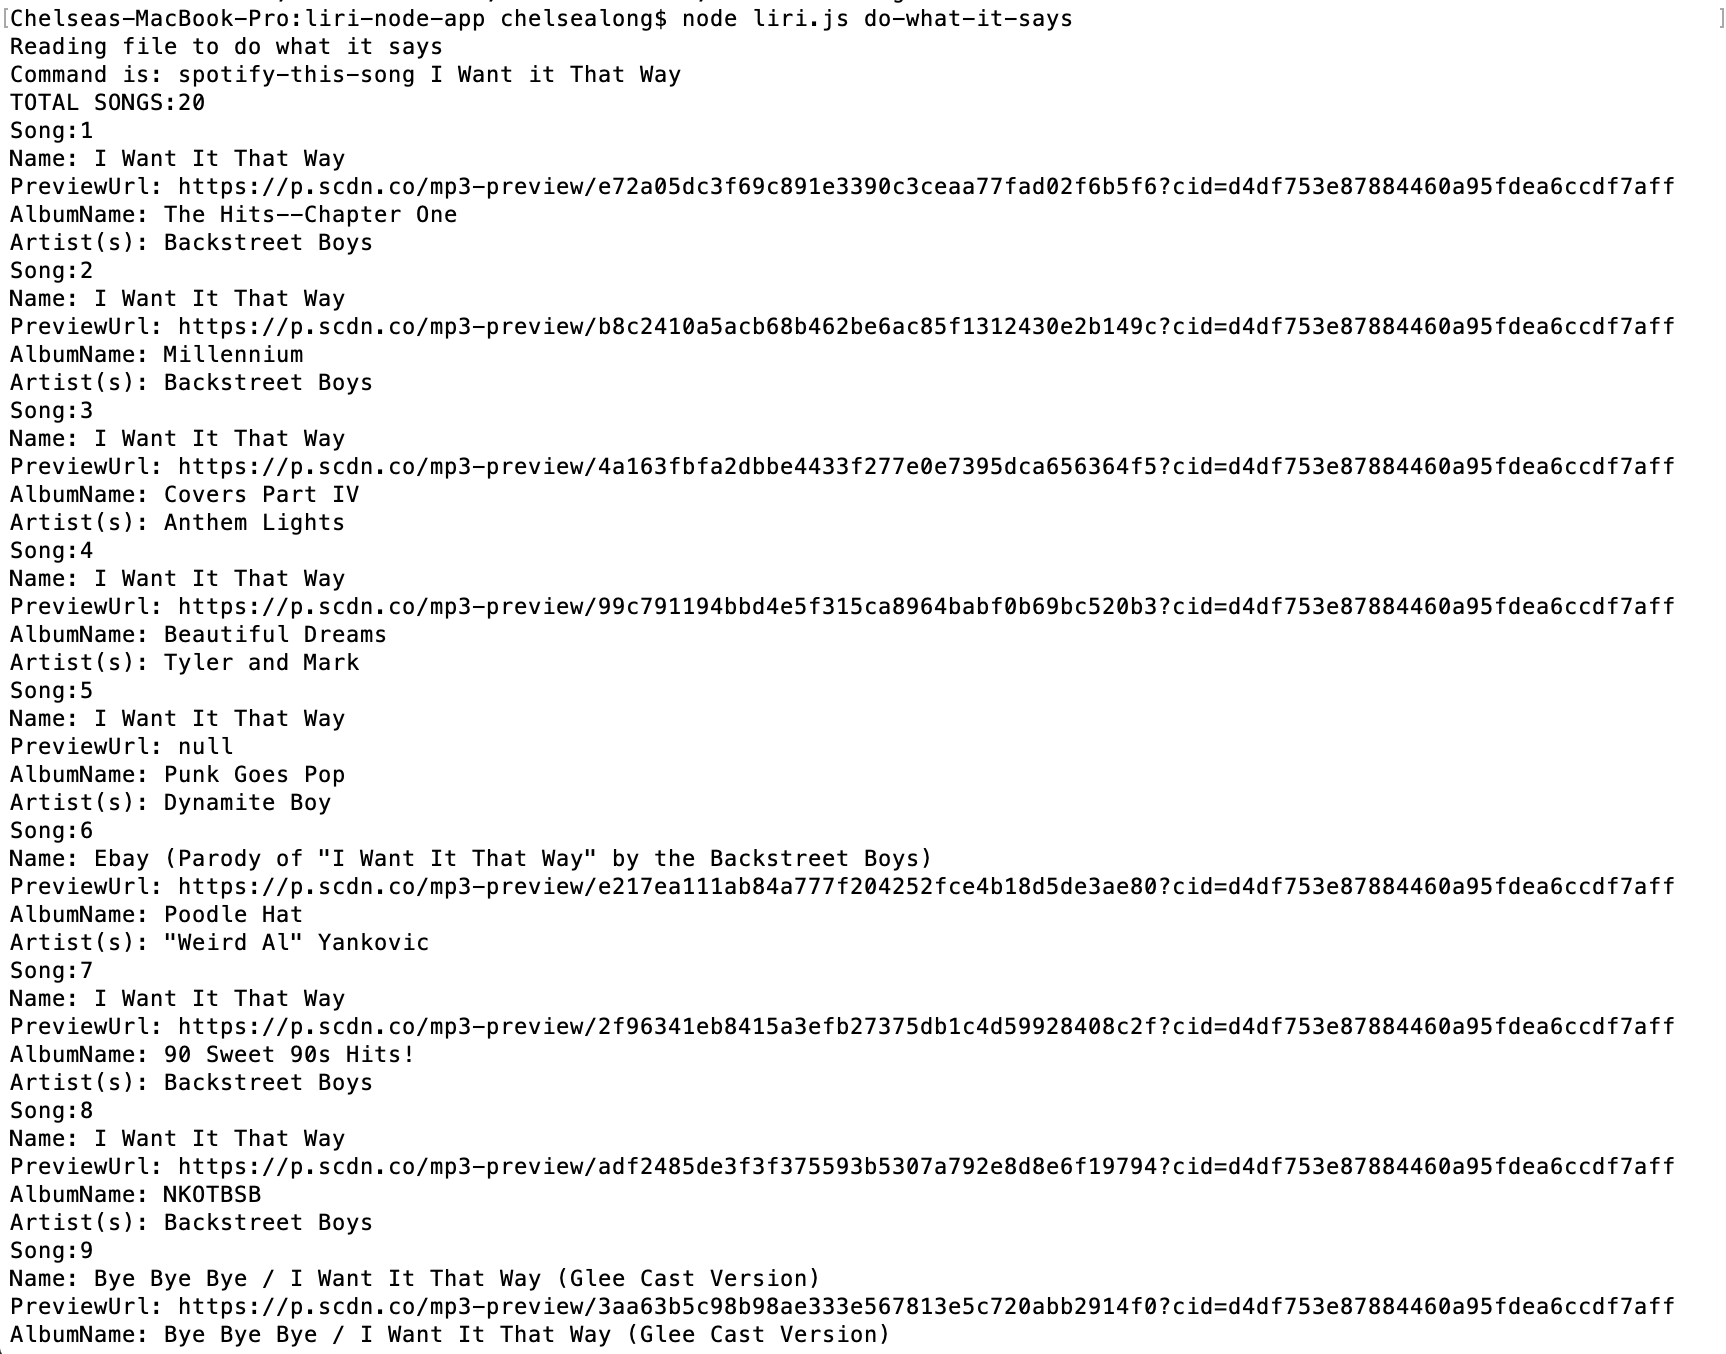 [Chelseas-MacBook-Pro:liri-node-app chelsealong$ node liri.js do-what-it-says ]
Reading file to do what it says
Command is: spotify-this-song I Want it That Way
TOTAL SONGS:20
Song:1
Name: I Want It That Way
PreviewUrl: https://p.scdn.co/mp3-preview/e72a05dc3f69c891e3390c3ceaa77fad02f6b5f6?cid=d4df753e87884460a95fdea6ccdf7aff
AlbumName: The Hits--Chapter One
Artist(s): Backstreet Boys
Song:2
Name: I Want It That Way
PreviewUrl: https://p.scdn.co/mp3-preview/b8c2410a5acb68b462be6ac85f1312430e2b149c?cid=d4df753e87884460a95fdea6ccdf7aff
AlbumName: Millennium
Artist(s): Backstreet Boys
Song:3
Name: I Want It That Way
PreviewUrl: https://p.scdn.co/mp3-preview/4a163fbfa2dbbe4433f277e0e7395dca656364f5?cid=d4df753e87884460a95fdea6ccdf7aff
AlbumName: Covers Part IV
Artist(s): Anthem Lights
Song:4
Name: I Want It That Way
PreviewUrl: https://p.scdn.co/mp3-preview/99c791194bbd4e5f315ca8964babf0b69bc520b3?cid=d4df753e87884460a95fdea6ccdf7aff
AlbumName: Beautiful Dreams
Artist(s): Tyler and Mark
Song:5
Name: I Want It That Way
PreviewUrl: null
AlbumName: Punk Goes Pop
Artist(s): Dynamite Boy
Song:6
Name: Ebay (Parody of "I Want It That Way" by the Backstreet Boys)
PreviewUrl: https://p.scdn.co/mp3-preview/e217ea111ab84a777f204252fce4b18d5de3ae80?cid=d4df753e87884460a95fdea6ccdf7aff
AlbumName: Poodle Hat
Artist(s): "Weird Al" Yankovic
Song:7
Name: I Want It That Way
PreviewUrl: https://p.scdn.co/mp3-preview/2f96341eb8415a3efb27375db1c4d59928408c2f?cid=d4df753e87884460a95fdea6ccdf7aff
AlbumName: 90 Sweet 90s Hits!
Artist(s): Backstreet Boys
Song:8
Name: I Want It That Way
PreviewUrl: https://p.scdn.co/mp3-preview/adf2485de3f3f375593b5307a792e8d8e6f19794?cid=d4df753e87884460a95fdea6ccdf7aff
AlbumName: NKOTBSB
Artist(s): Backstreet Boys
Song:9
Name: Bye Bye Bye / I Want It That Way (Glee Cast Version)
PreviewUrl: https://p.scdn.co/mp3-preview/3aa63b5c98b98ae333e567813e5c720abb2914f0?cid=d4df753e87884460a95fdea6ccdf7aff
AlbumName: Bye Bye Bye / I Want It That Way (Glee Cast Version)